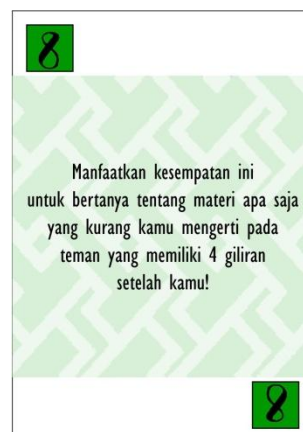 8
Manfaatkan kesempatan ini
untuk bertanya tentang materi apa saja
yang kurang kamu mengerti pada
teman yang memiliki 4 giliran
setelah kamu!
8